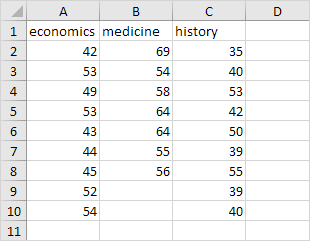 A B C D
1 economics medicine history
2 42 69 35
3 53 54 40
4 49 58 53
5 53 64 42
6 43 64 50
7 44 55 39
8 45 56 55
9 52 39
10 54 40
11